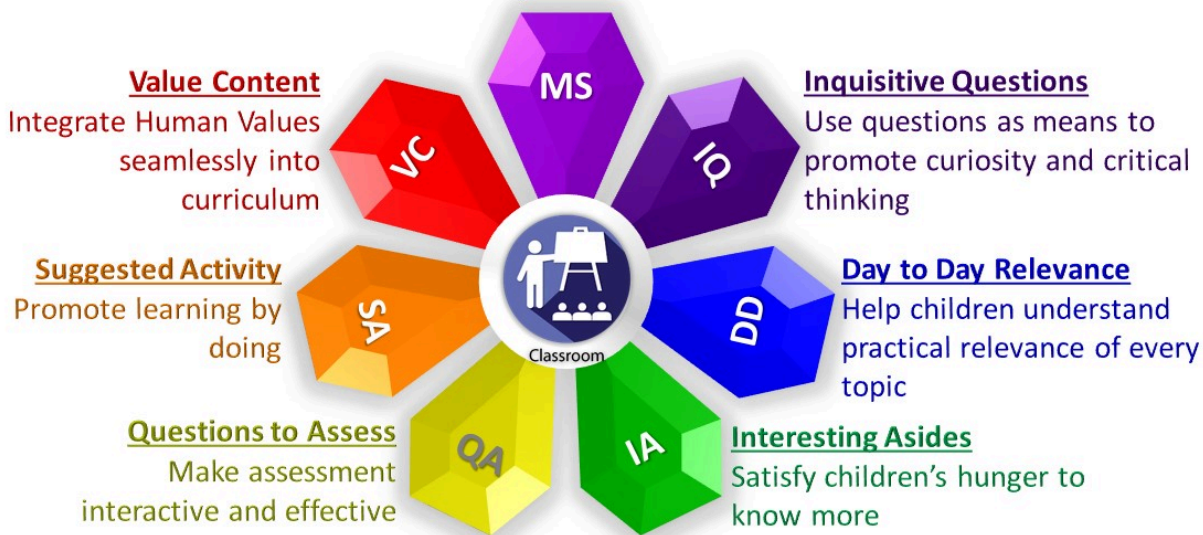 MS
Value Content
Integrate Human Values
seamlessly into
curriculum
VC
IQ
Inquisitive Questions
Use questions as means to
promote curiosity and critical
thinking
Suggested Activity
Promote learning by
doing
SA
Classroom
DD
Day to Day Relevance
Help children understand
practical relevance of every
topic
Questions to Assess
Make assessment
interactive and effective
QA
IA
Interesting Asides
Satisfy children's hunger to
know more